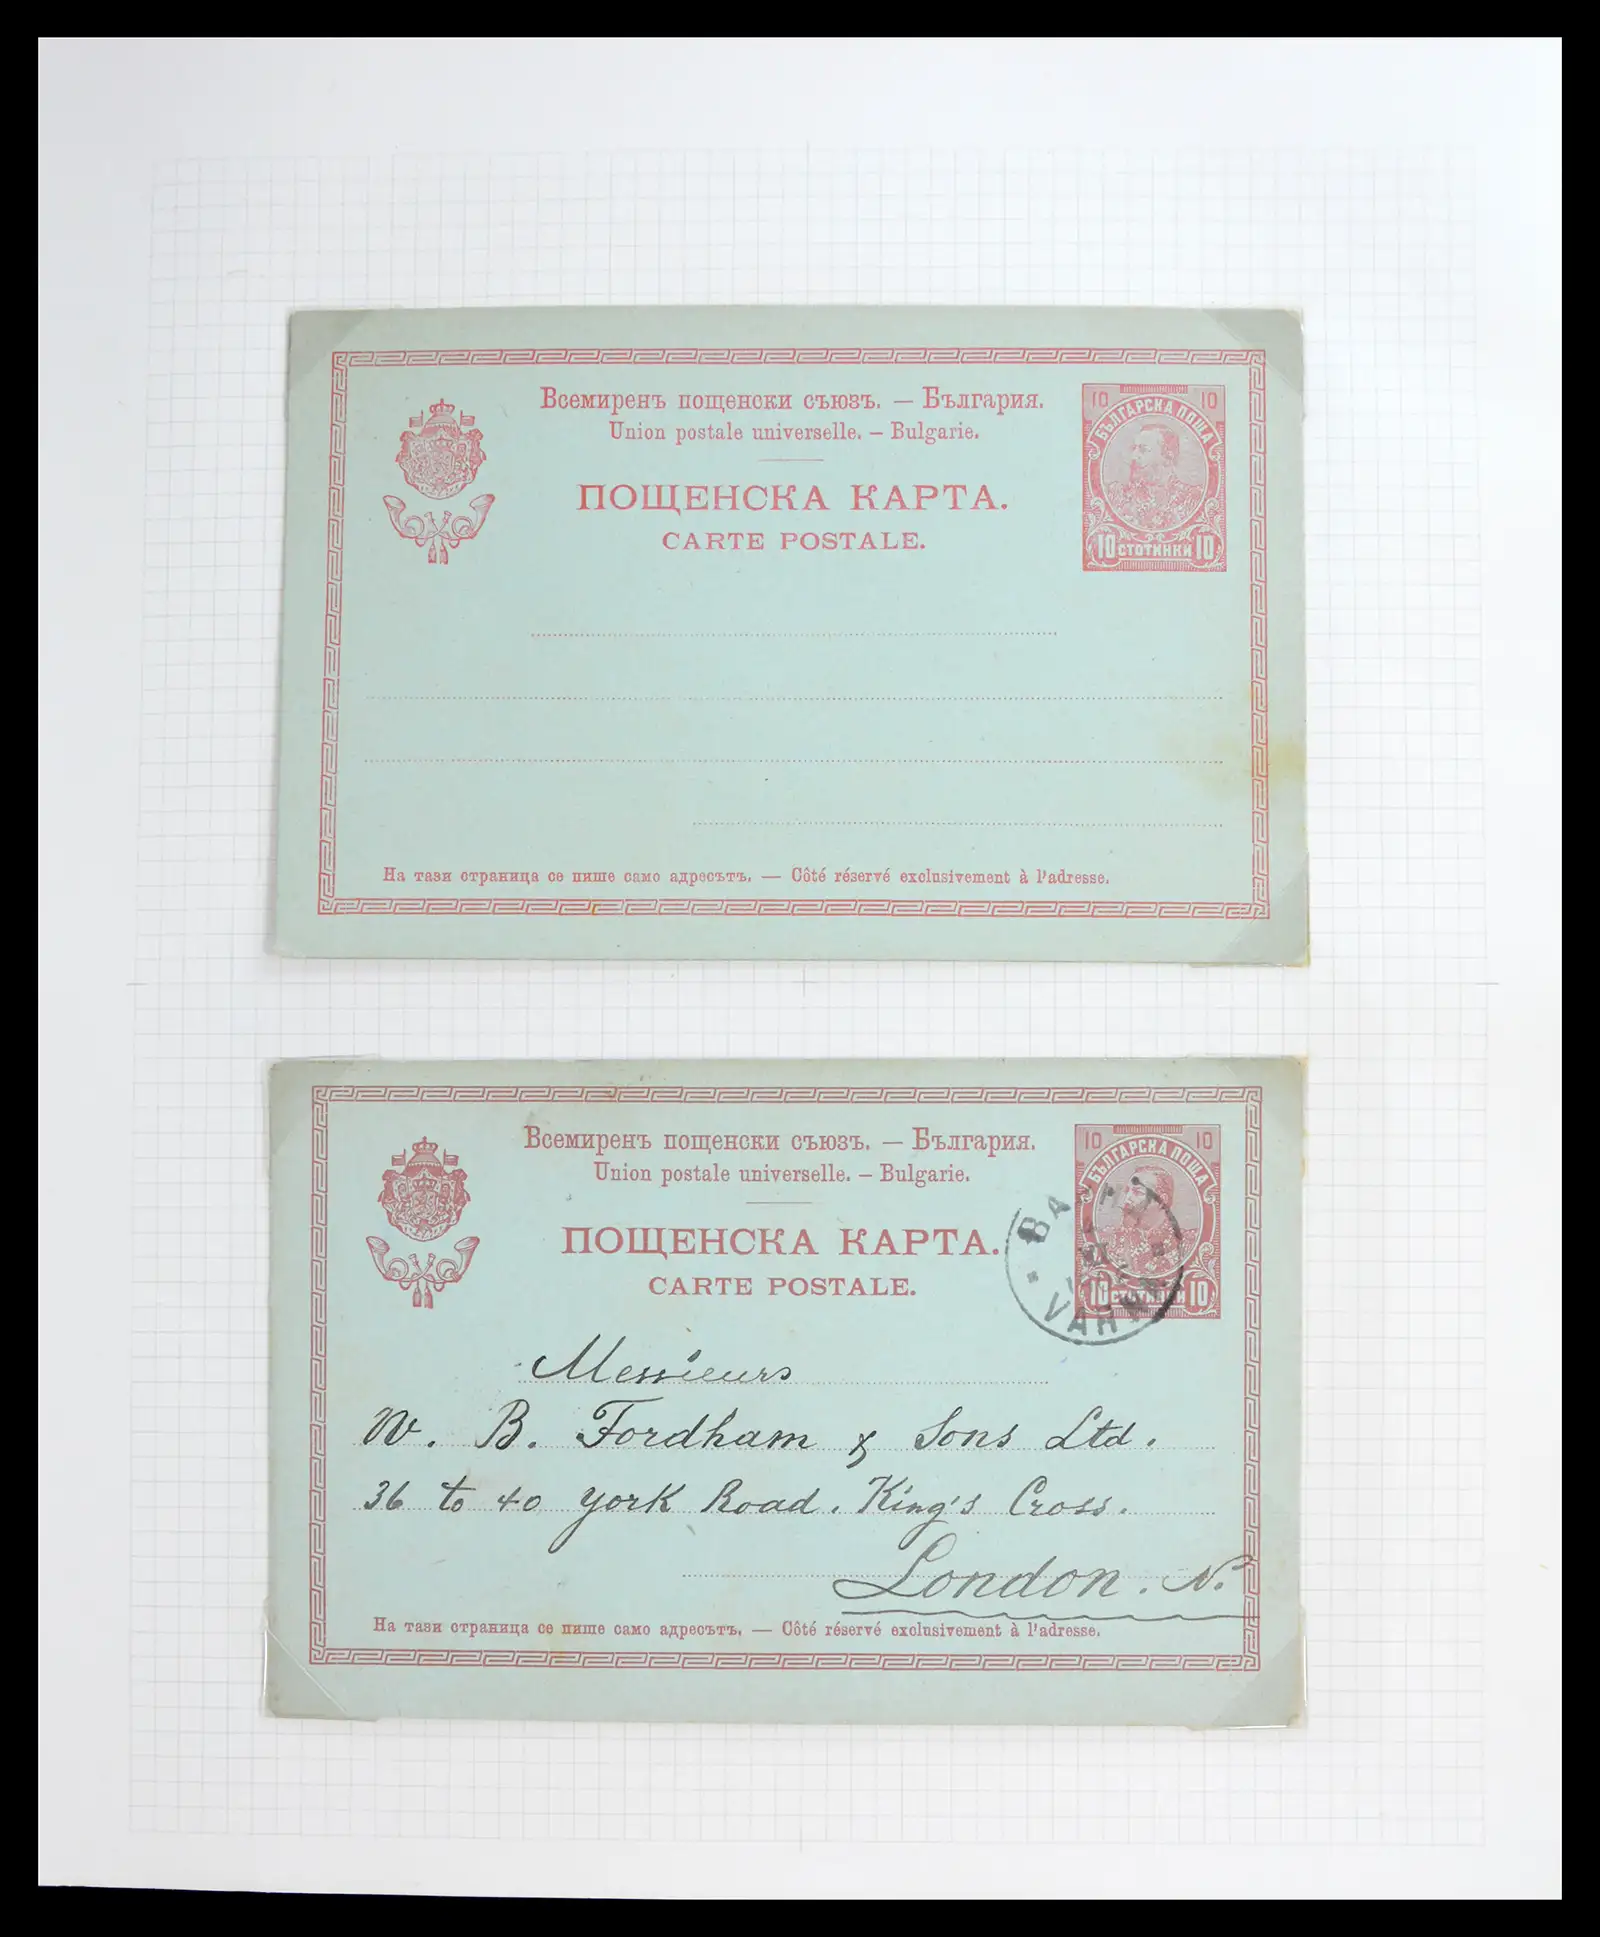 Всемиренъ пощенски съюзъ. — България.
Union postale universelle. — Bulgarie.
ПОЩЕНСКА КАРТА.
CARTE POSTALE.
10 10
БЪЛГАРСКА ПОЩА
10 СТОТИНКИ 10
На тази страница се пише само адресътъ. — Côté réservé exclusivement à l'adresse.
Всемиренъ пощенски съюзъ. — България.
Union postale universelle. — Bulgarie.
ПОЩЕНСКА КАРТА.
CARTE POSTALE.
10 10
БЪЛГАРСКА ПОЩА
10 СТОТИНКИ 10
Messieurs
W. B. Fordham & Sons Ltd.
36 to 40 York Road. King's Cross.
London. N.
На тази страница се пише само адресътъ. — Côté réservé exclusivement à l'adresse.